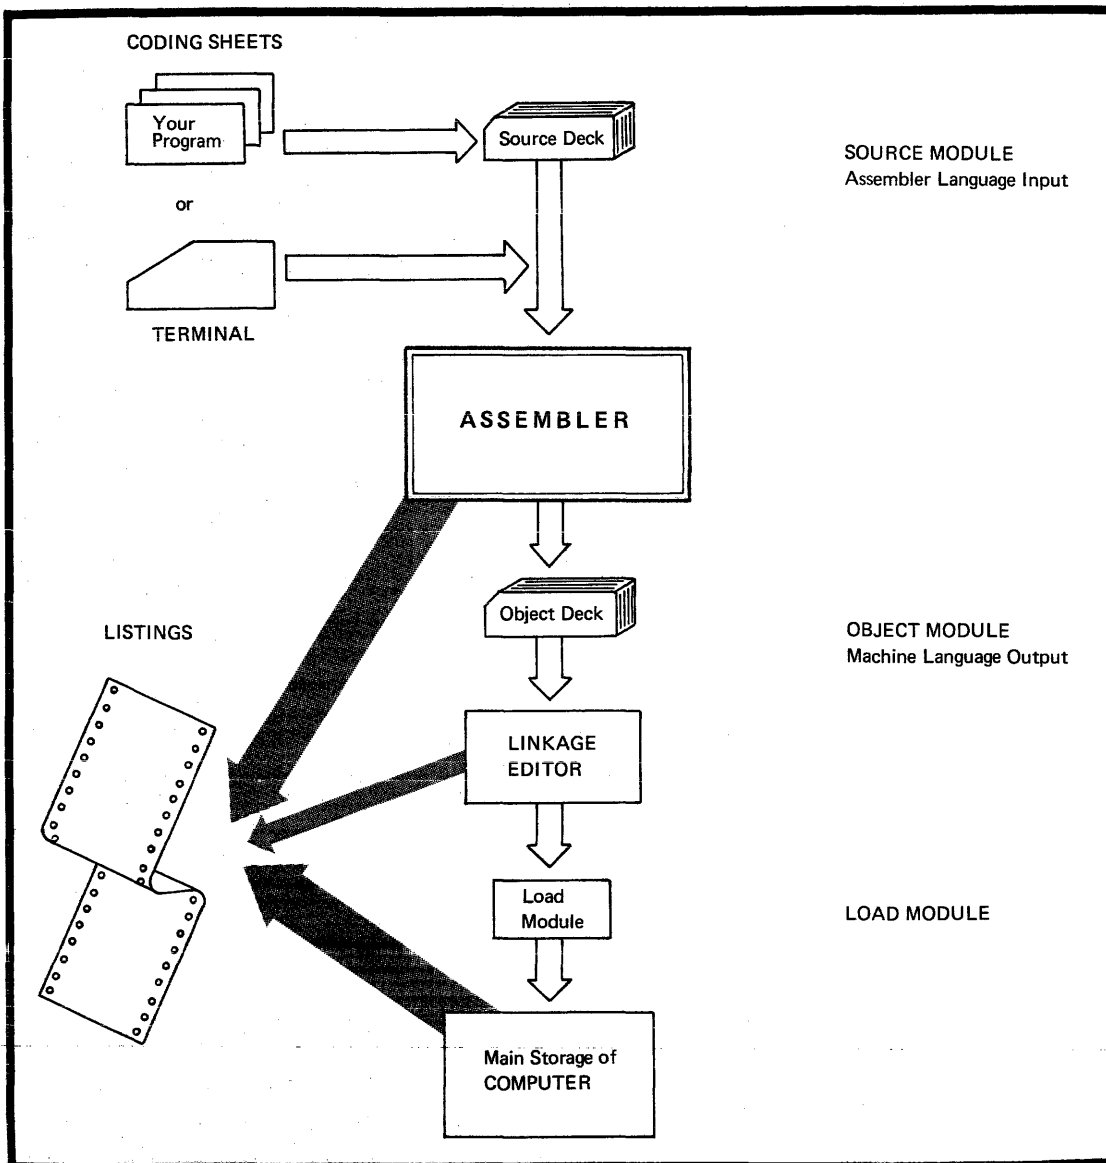 CODING SHEETS
Your
Program
Source Deck
SOURCE MODULE
Assembler Language Input
or
TERMINAL
ASSEMBLER
Object Deck
LISTINGS
OBJECT MODULE
Machine Language Output
LINKAGE
EDITOR
Load
Module
LOAD MODULE
Main Storage of
COMPUTER